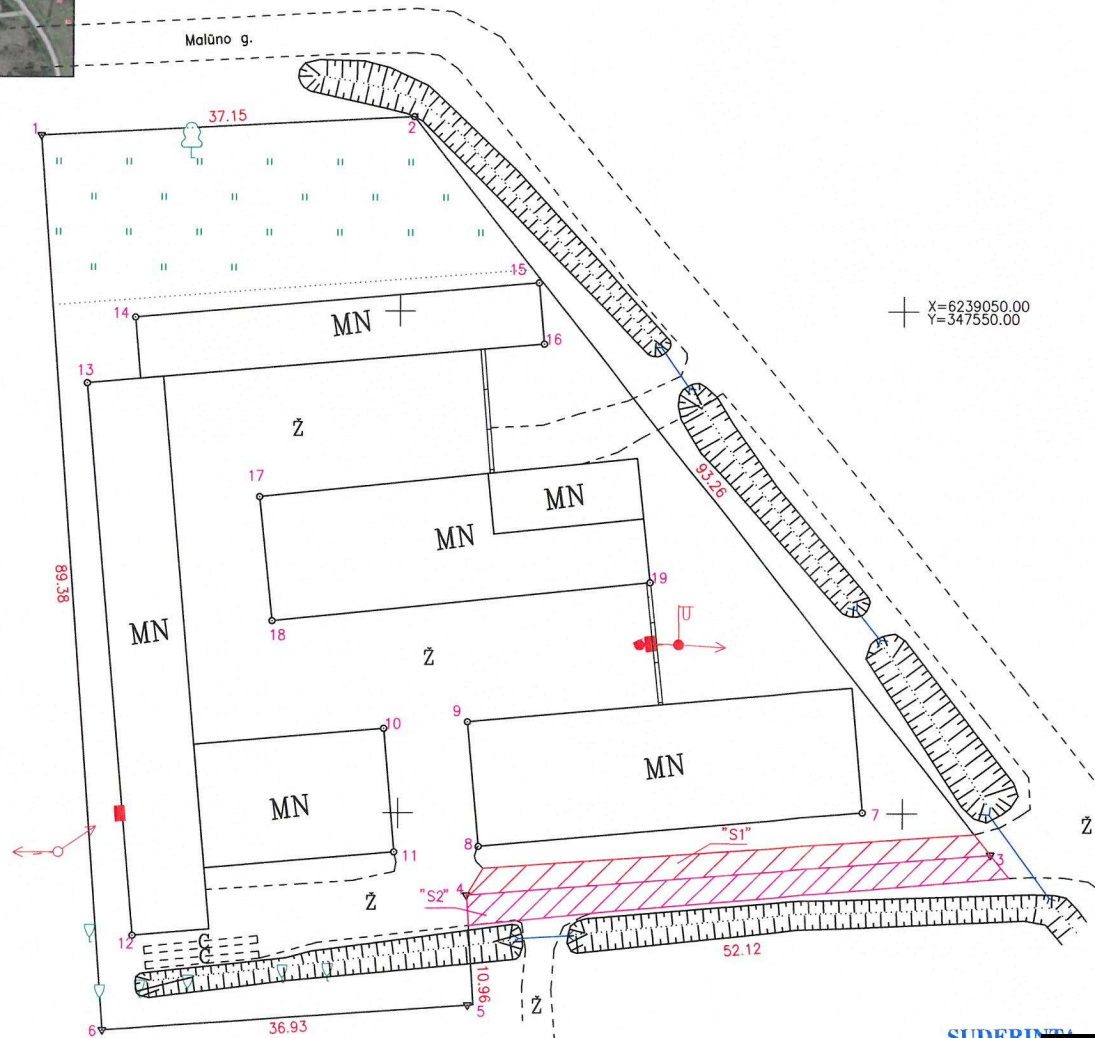 Malūno g.
1
37.15
2
15
14
MN
16
X=6239050.00
Y=347550.00
13
Ž
17
MN
93.26
MN
19
89.38
18
MN
Ž
9
10
MN
7
MN
8
"S1"
Ž
11
3
4
"S2"
Ž
12
52.12
10.96
5
Ž
36.93
6